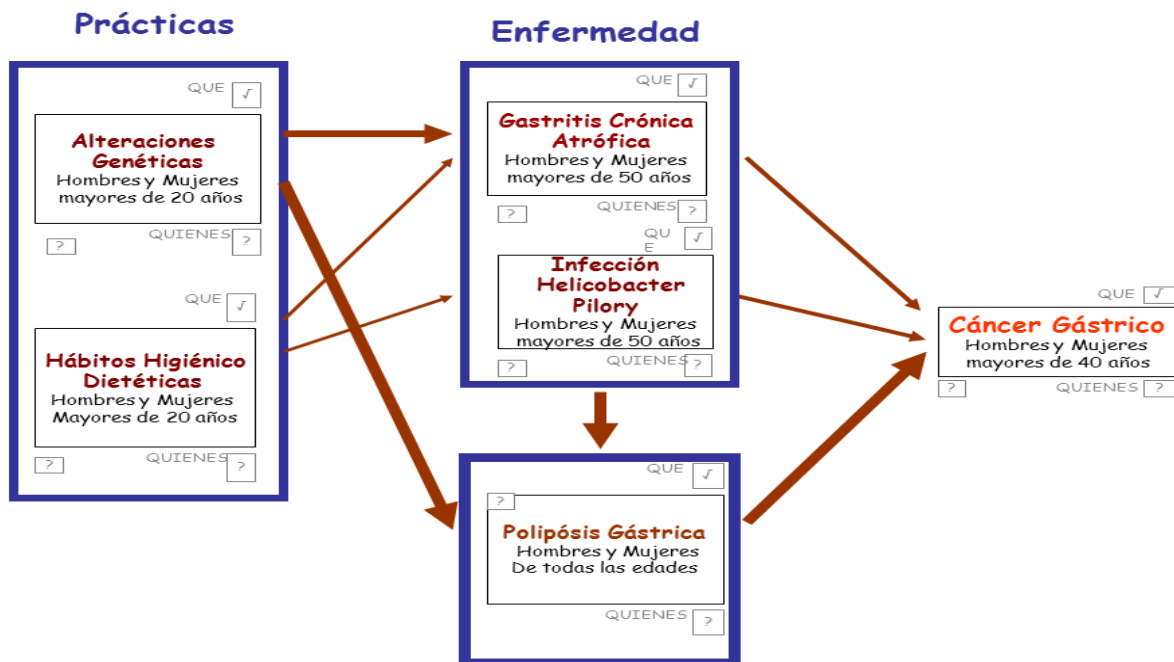 Prácticas
QUE √
Alteraciones
Genéticas
Hombres y Mujeres
mayores de 20 años
? QUIENES ?
QUE √
Hábitos Higiénico
Dietéticas
Hombres y Mujeres
Mayores de 20 años
? QUIENES ?
Enfermedad
QUE √
Gastritis Crónica
Atrófica
Hombres y Mujeres
mayores de 50 años
? QUIENES ?
QU
E √
Infección
Helicobacter
Pilory
Hombres y Mujeres
mayores de 50 años
? QUIENES ?
QUE √
?
Polipósis Gástrica
Hombres y Mujeres
De todas las edades
QUIENES ?
QUE √
Cáncer Gástrico
Hombres y Mujeres
mayores de 40 años
? QUIENES ?